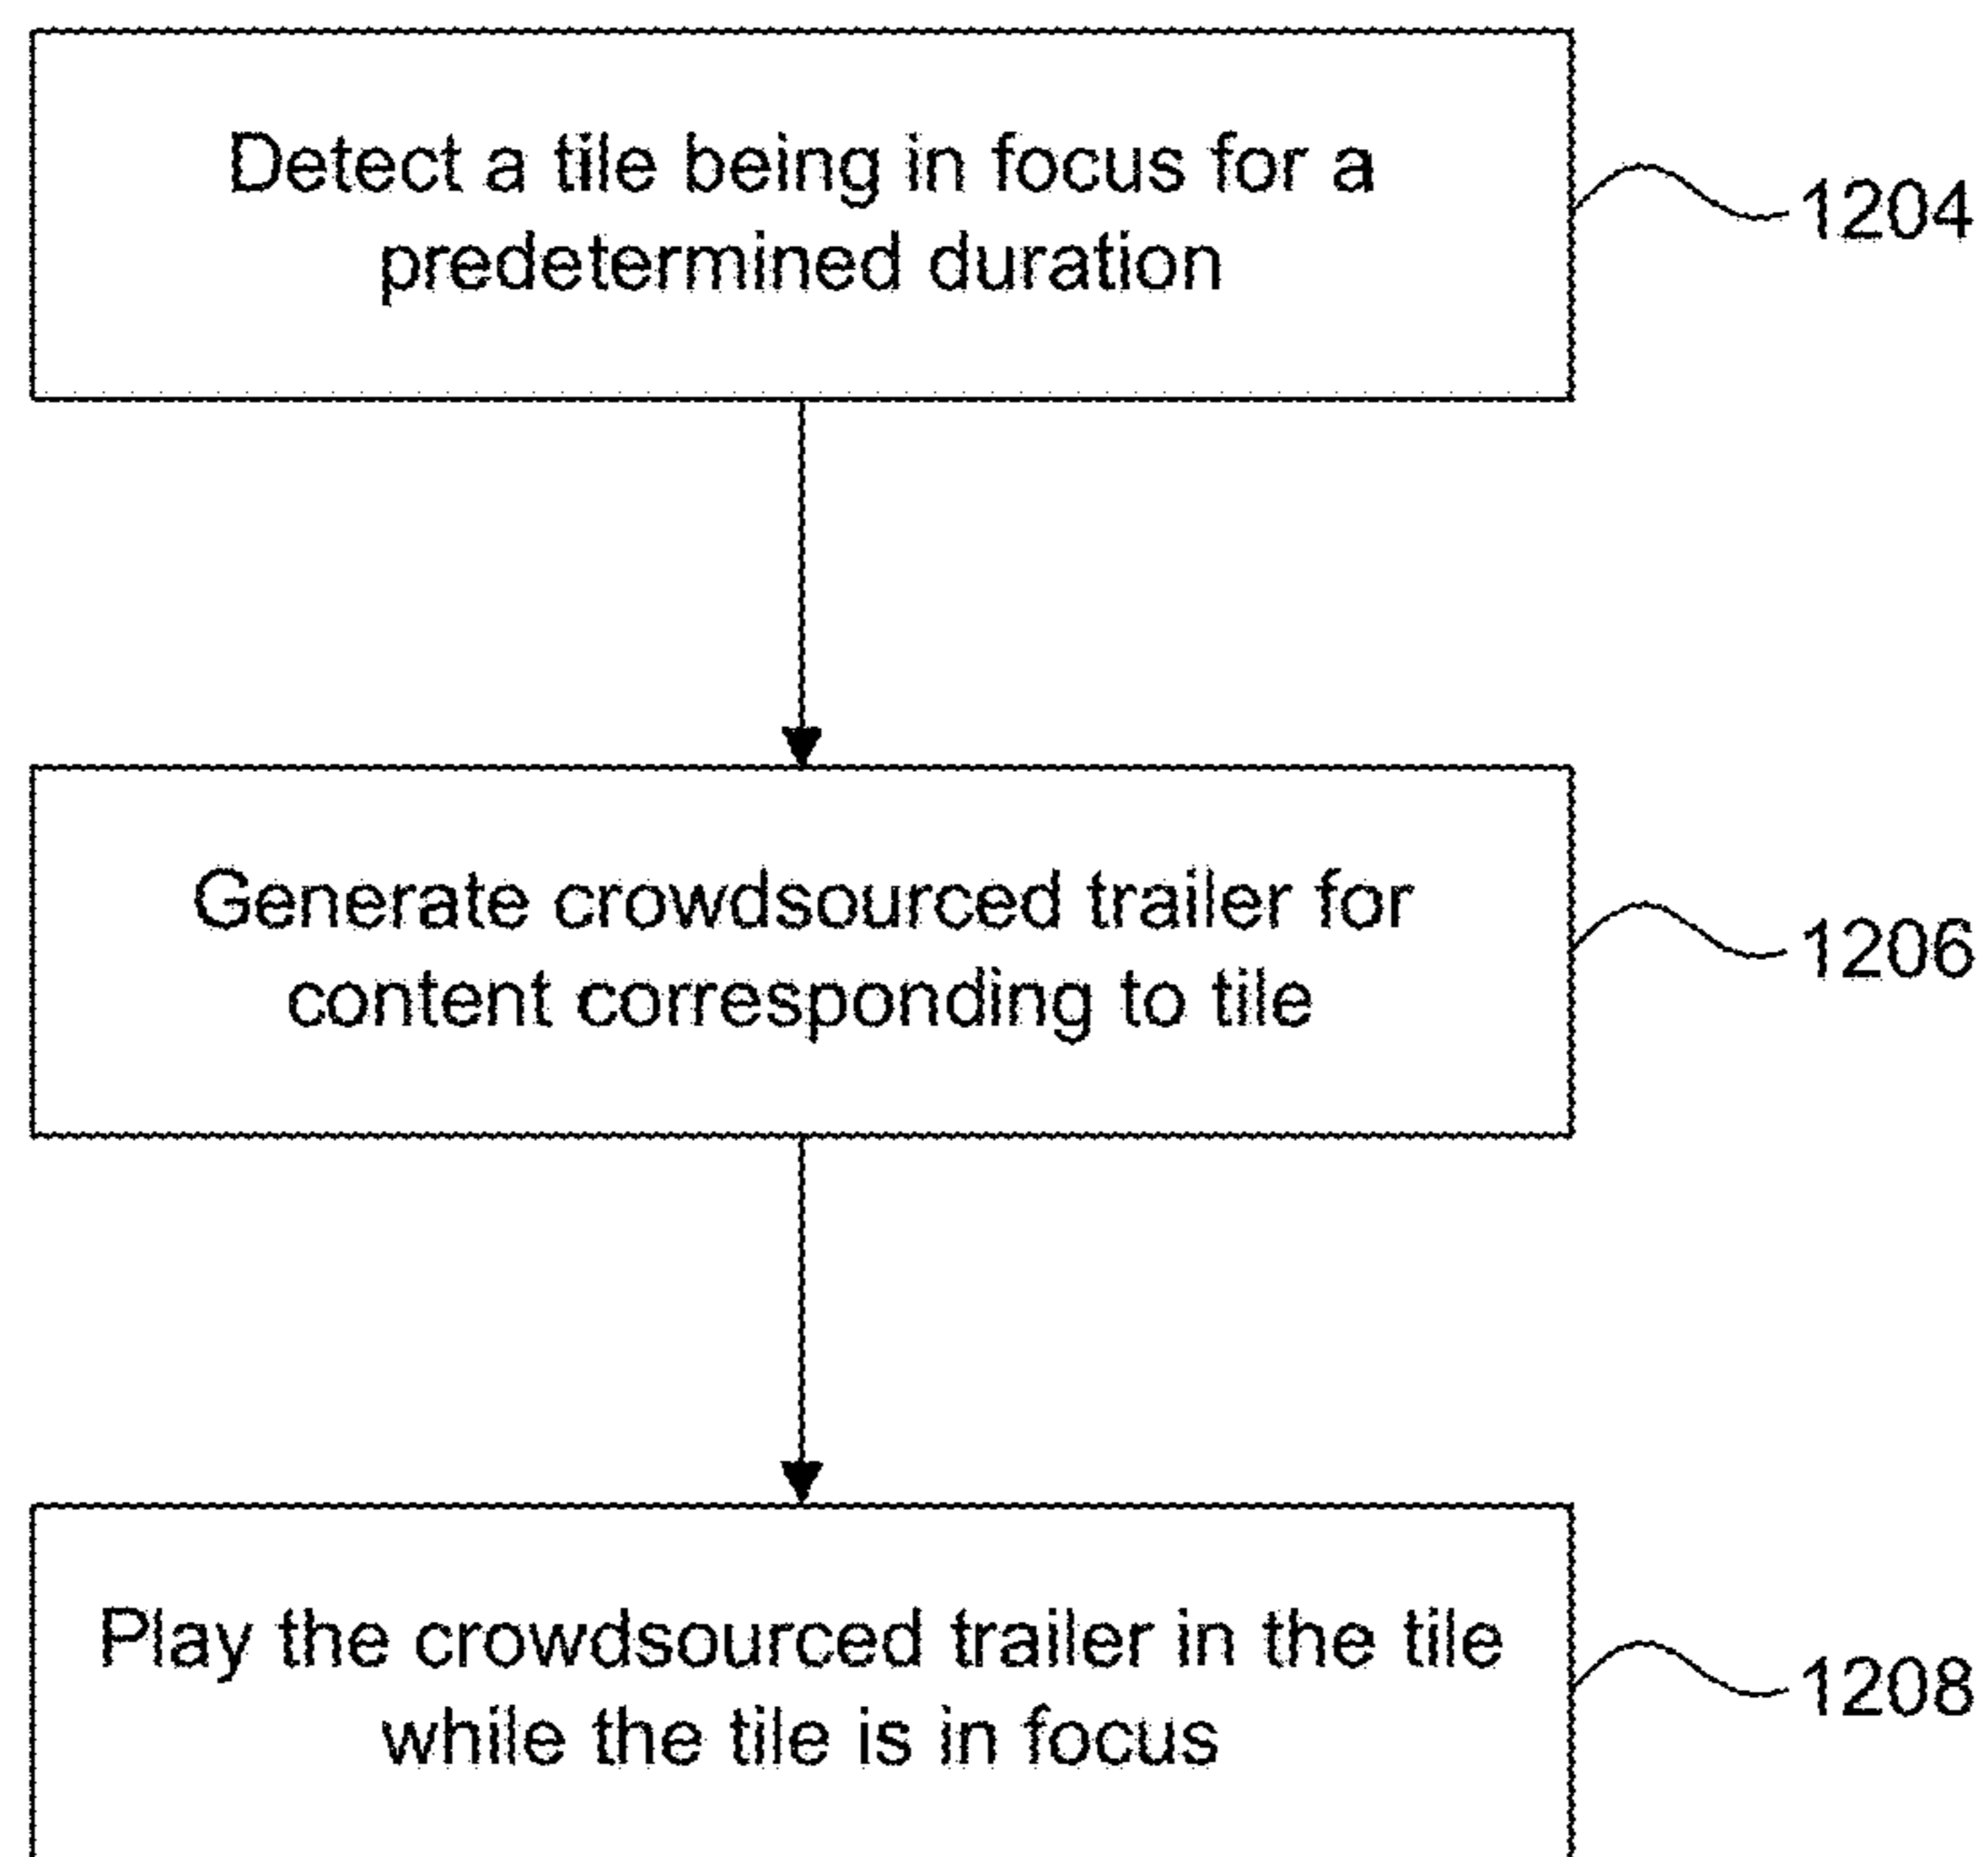 Detect a tile being in focus for a
predetermined duration
1204
Generate crowdsourced trailer for
content corresponding to tile
1206
Play the crowdsourced trailer in the tile
while the tile is in focus
1208